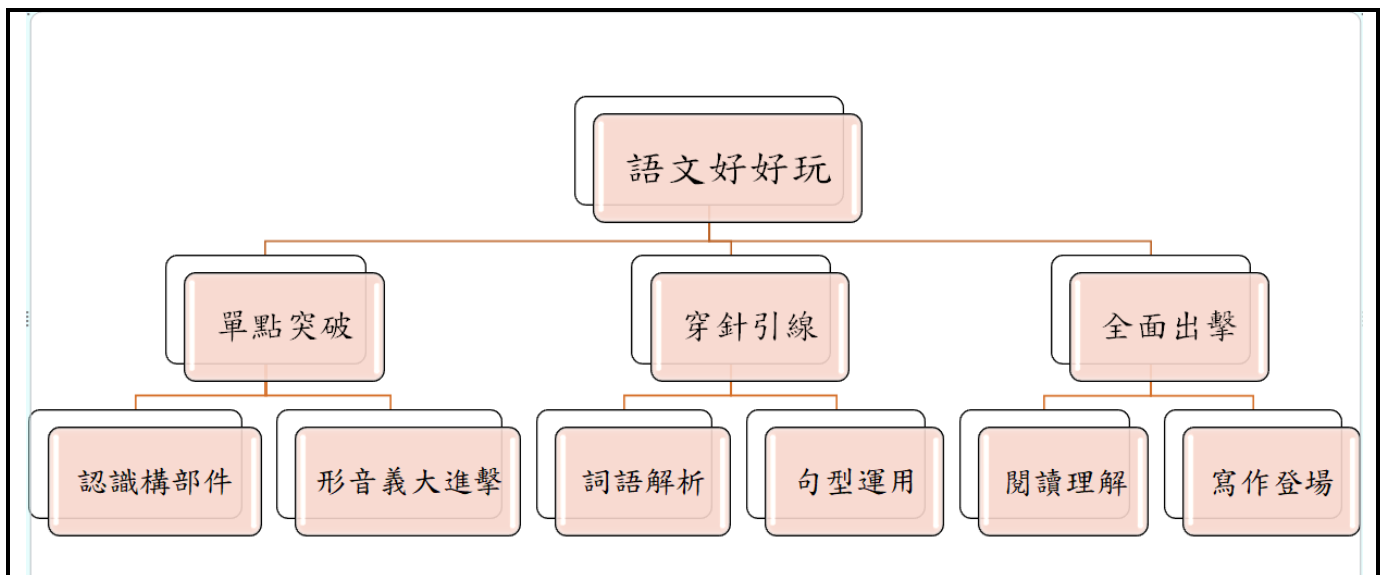 語文好好玩
單點突破
穿針引線
全面出擊
認識構部件
形音義大進擊
詞語解析
句型運用
閱讀理解
寫作登場